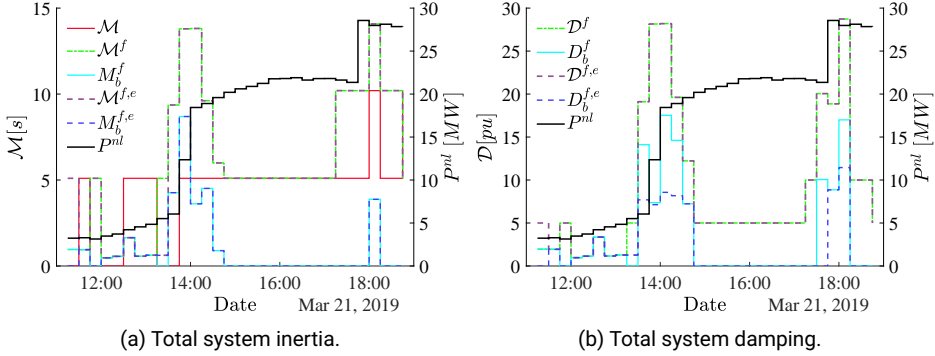 15
10
5
0
30
25
20
15
10
5
0
ℳ[s]
P^{nl} [MW]
ℳ
ℳ^f
M_b^f
ℳ^{f,e}
M_b^{f,e}
P^{nl}
12:00 14:00 16:00 18:00
Date
Mar 21, 2019
(a) Total system inertia.
30
25
20
15
10
5
0
30
25
20
15
10
5
0
𝒟[pu]
P^{nl} [MW]
𝒟^f
D_b^f
𝒟^{f,e}
D_b^{f,e}
P^{nl}
12:00 14:00 16:00 18:00
Date
Mar 21, 2019
(b) Total system damping.